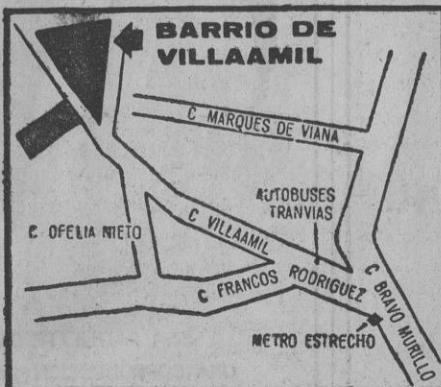 BARRIO DE
VILLAAMIL
C MARQUES DE VIANA
AUTOBUSES
TRANVIAS
C OFELIA NIETO
C VILLAAMIL
C FRANCOS RODRIGUEZ
C BRAVO MURILLO
METRO ESTRECHO